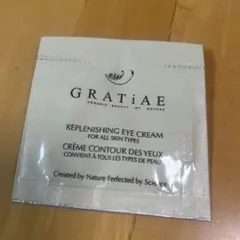 GRATiAE
ORGANIC BEAUTY BY NATURE
REPLENISHING EYE CREAM
FOR ALL SKIN TYPES
CRÈME CONTOUR DES YEUX
CONVIENT À TOUS LES TYPES DE PEAU
Created by Nature Perfected by Science